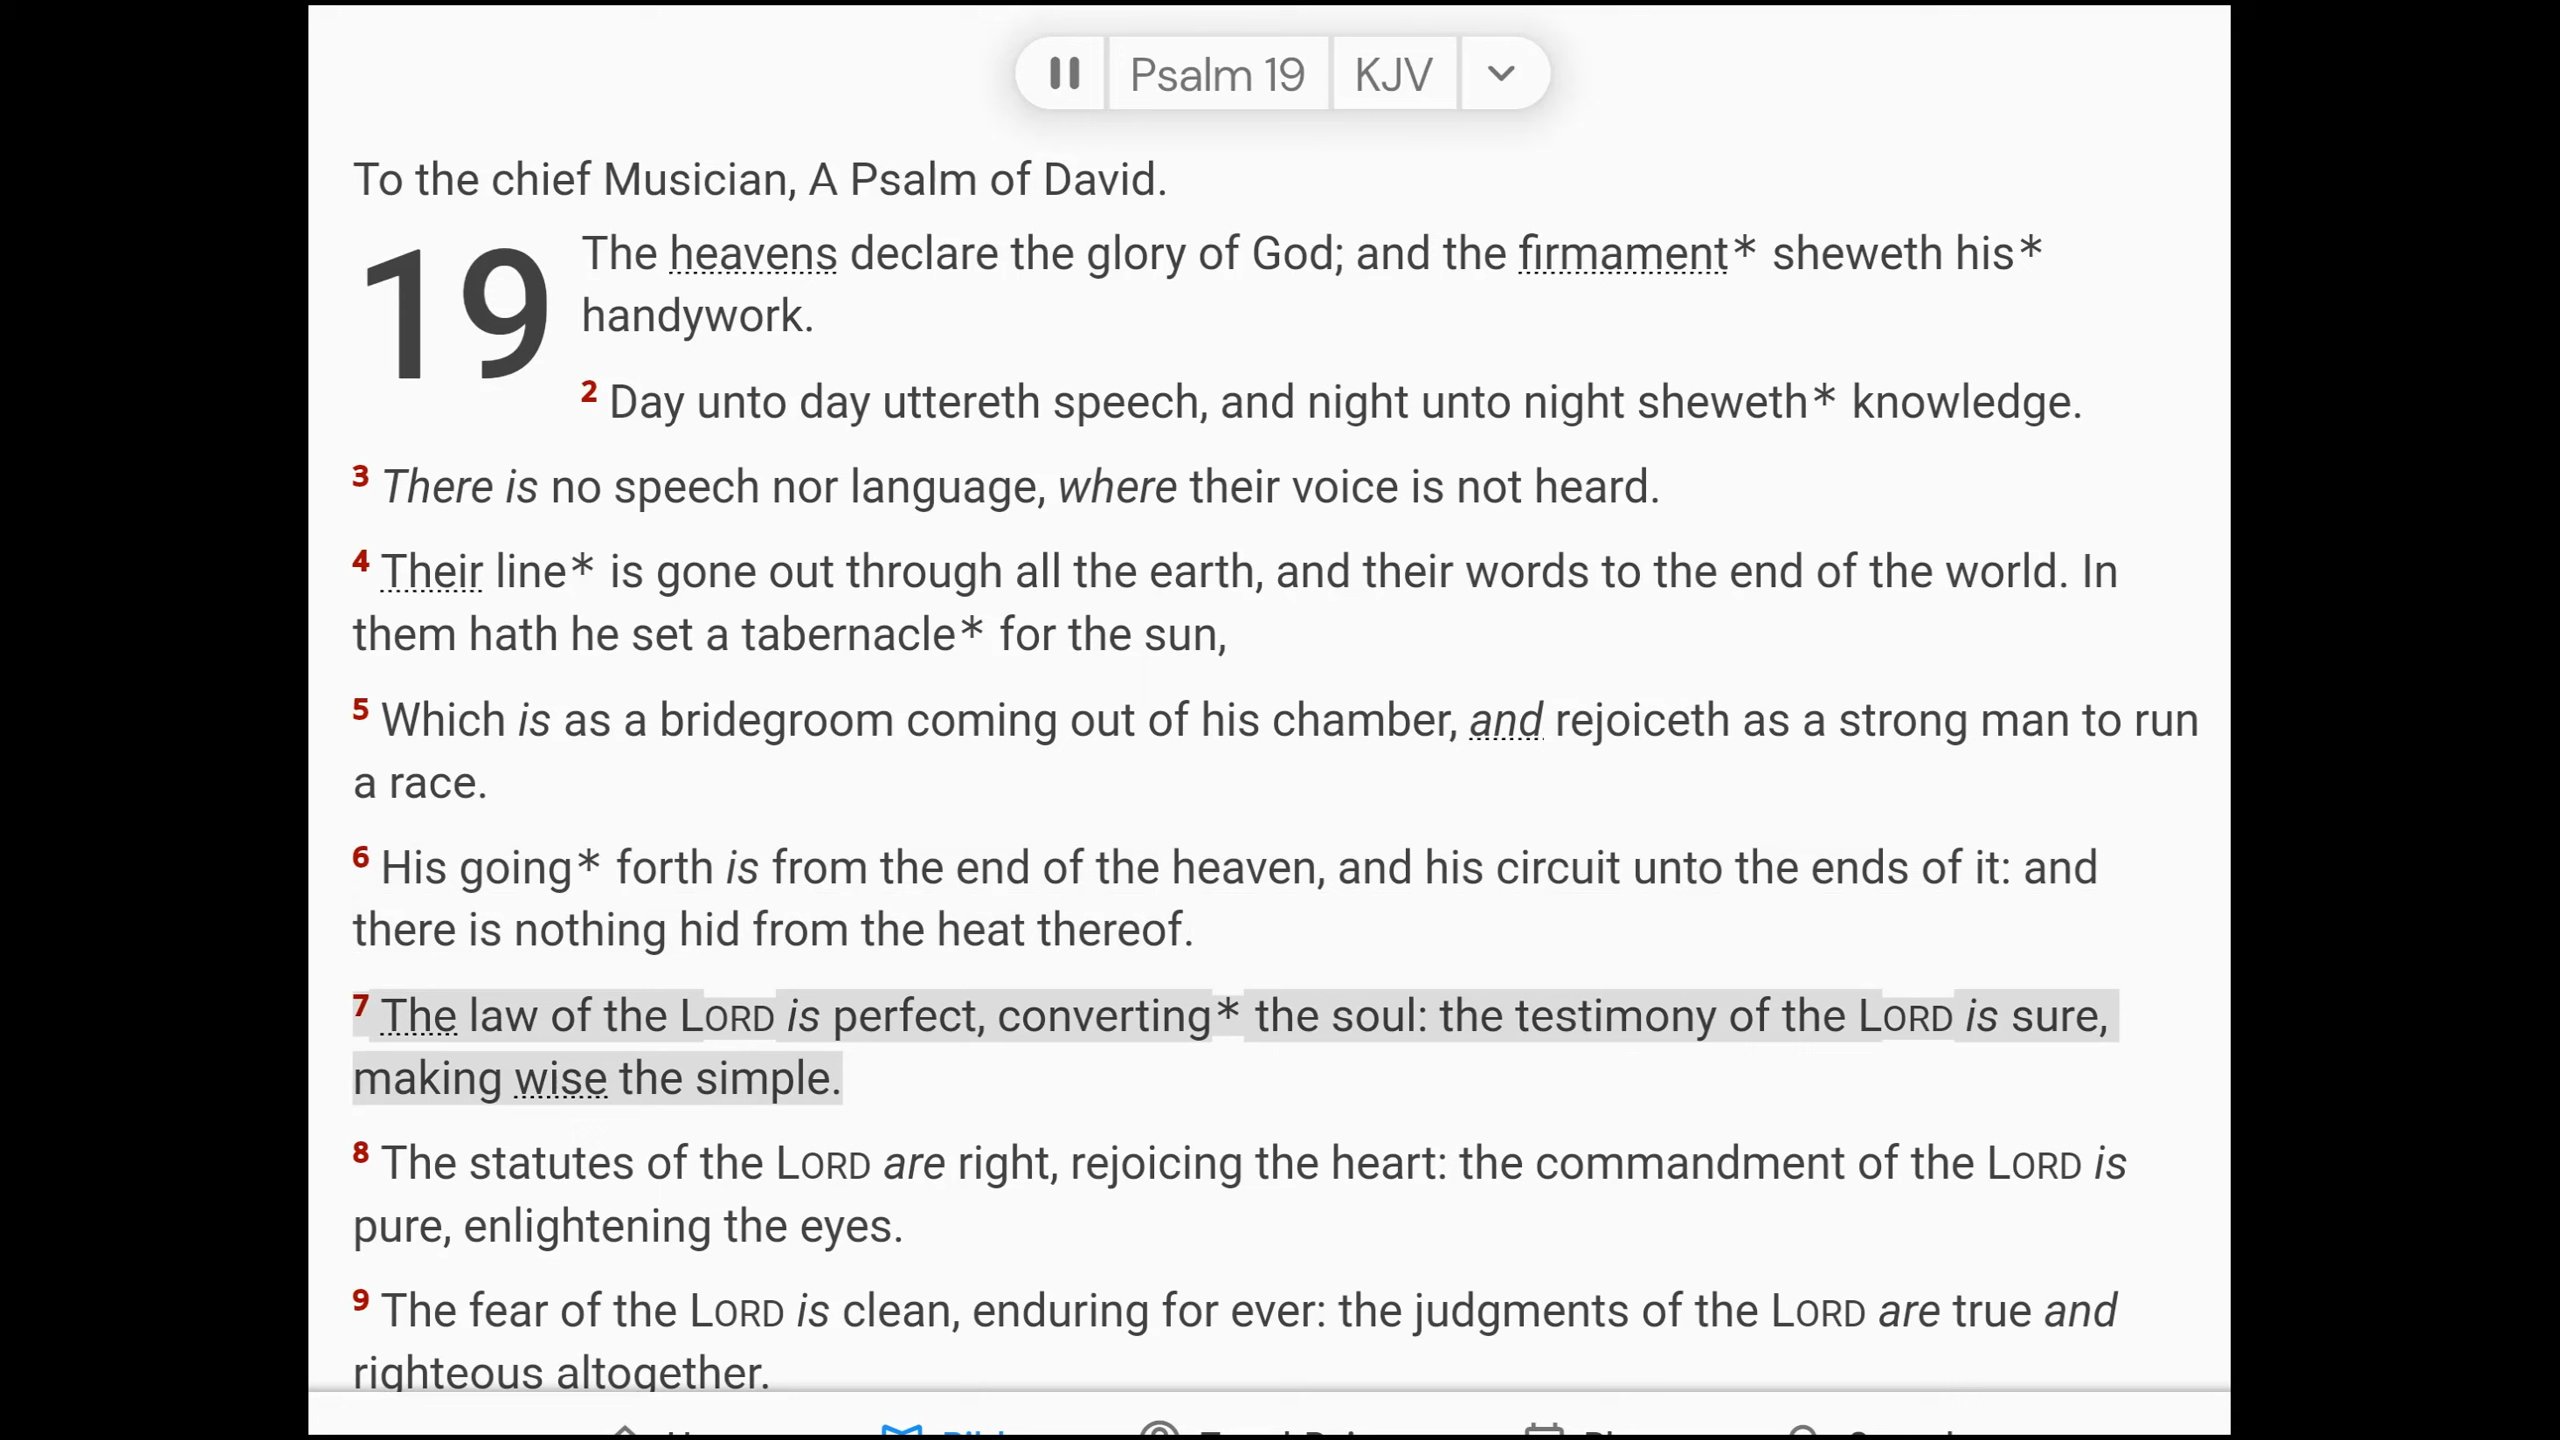 Psalm 19 KJV
To the chief Musician, A Psalm of David.
19 The heavens declare the glory of God; and the firmament* sheweth his*
handywork.
2 Day unto day uttereth speech, and night unto night sheweth* knowledge.
3 There is no speech nor language, where their voice is not heard.
4 Their line* is gone out through all the earth, and their words to the end of the world. In
them hath he set a tabernacle* for the sun,
5 Which is as a bridegroom coming out of his chamber, and rejoiceth as a strong man to run
a race.
6 His going* forth is from the end of the heaven, and his circuit unto the ends of it: and
there is nothing hid from the heat thereof.
7 The law of the LORD is perfect, converting* the soul: the testimony of the LORD is sure,
making wise the simple.
8 The statutes of the LORD are right, rejoicing the heart: the commandment of the LORD is
pure, enlightening the eyes.
9 The fear of the LORD is clean, enduring for ever: the judgments of the LORD are true and
righteous altogether.